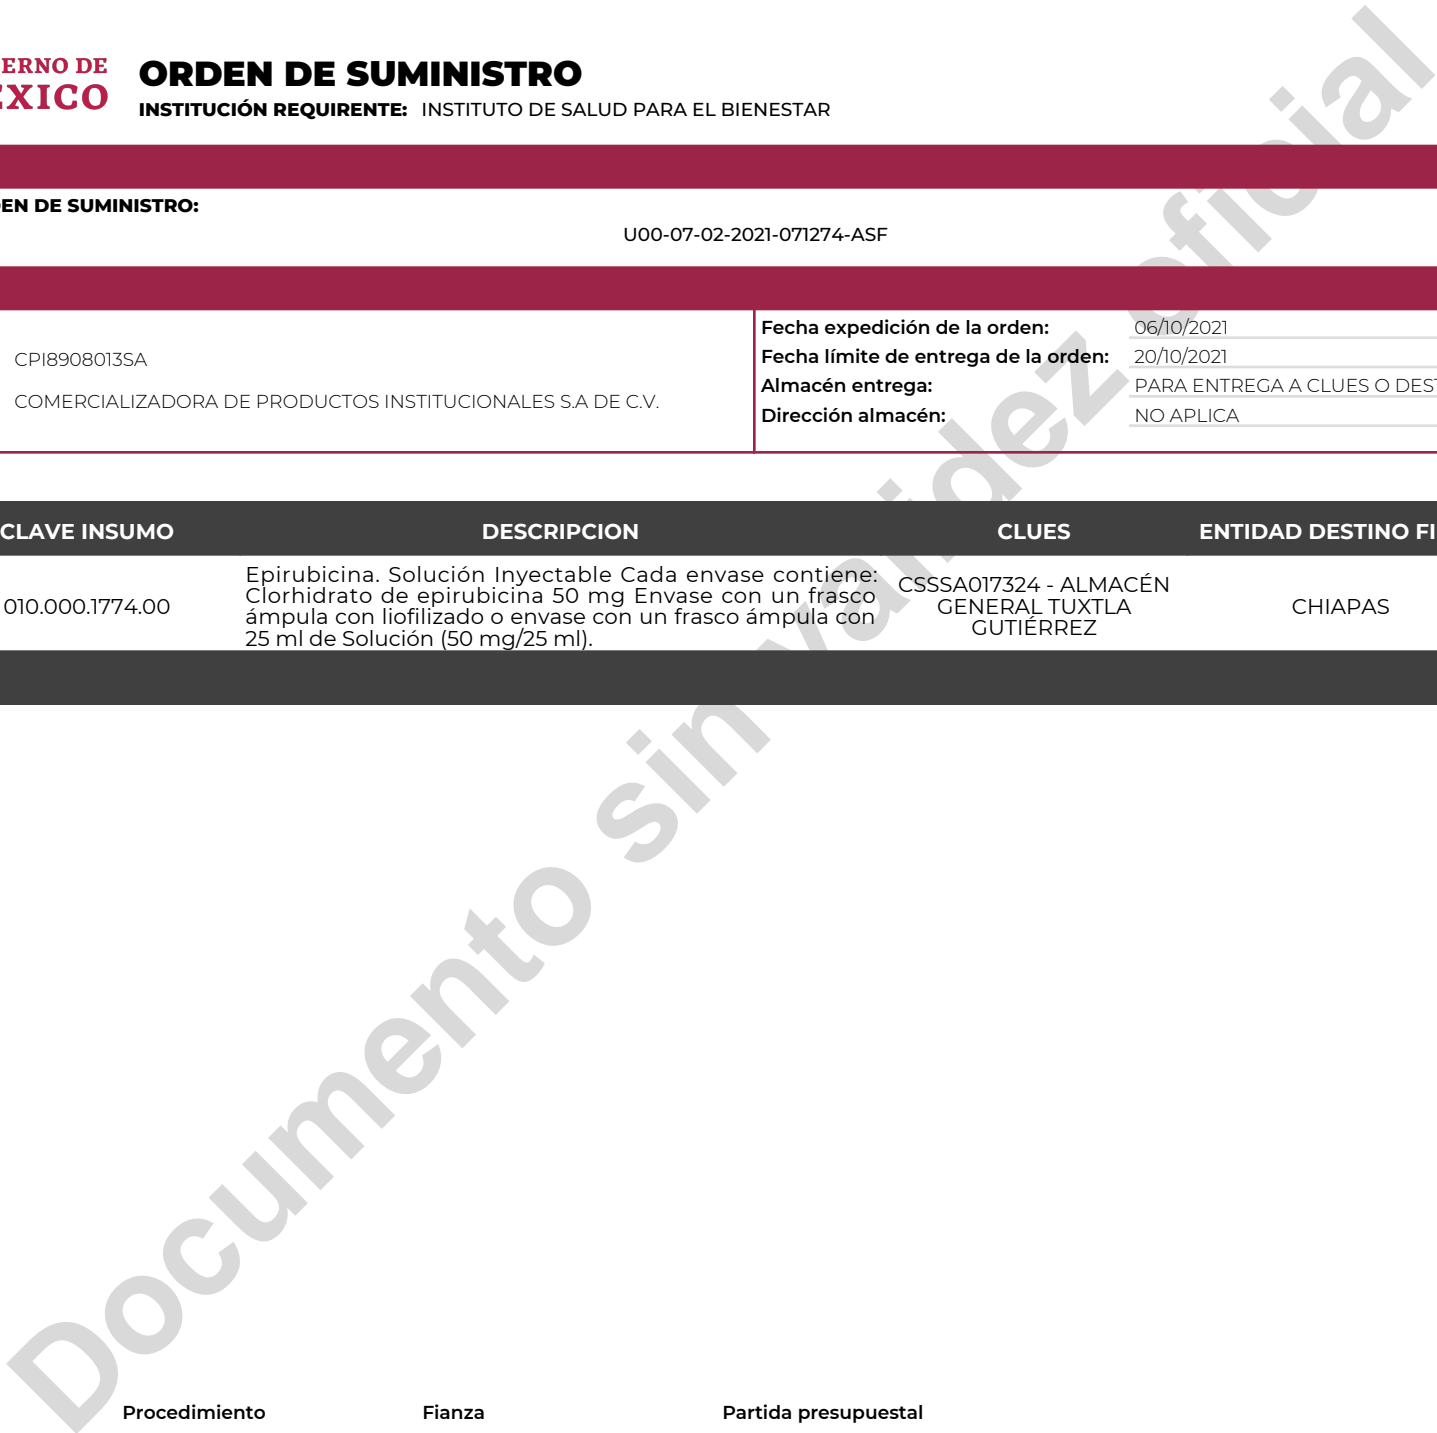 ERNO DE
ÉXICO
ORDEN DE SUMINISTRO
INSTITUCIÓN REQUIRENTE: INSTITUTO DE SALUD PARA EL BIENESTAR
EN DE SUMINISTRO:
U00-07-02-2021-071274-ASF
CPI8908013SA
COMERCIALIZADORA DE PRODUCTOS INSTITUCIONALES S.A DE C.V.
Fecha expedición de la orden: 06/10/2021
Fecha límite de entrega de la orden: 20/10/2021
Almacén entrega: PARA ENTREGA A CLUES O DEST
Dirección almacén: NO APLICA
CLAVE INSUMO DESCRIPCION CLUES ENTIDAD DESTINO FI
010.000.1774.00
Epirubicina. Solución Inyectable Cada envase contiene:
Clorhidrato de epirubicina 50 mg Envase con un frasco
ámpula con liofilizado o envase con un frasco ámpula con
25 ml de Solución (50 mg/25 ml).
CSSSA017324 - ALMACÉN
GENERAL TUXTLA
GUTIÉRREZ
CHIAPAS
Documento sin validez oficial
Procedimiento Fianza Partida presupuestal